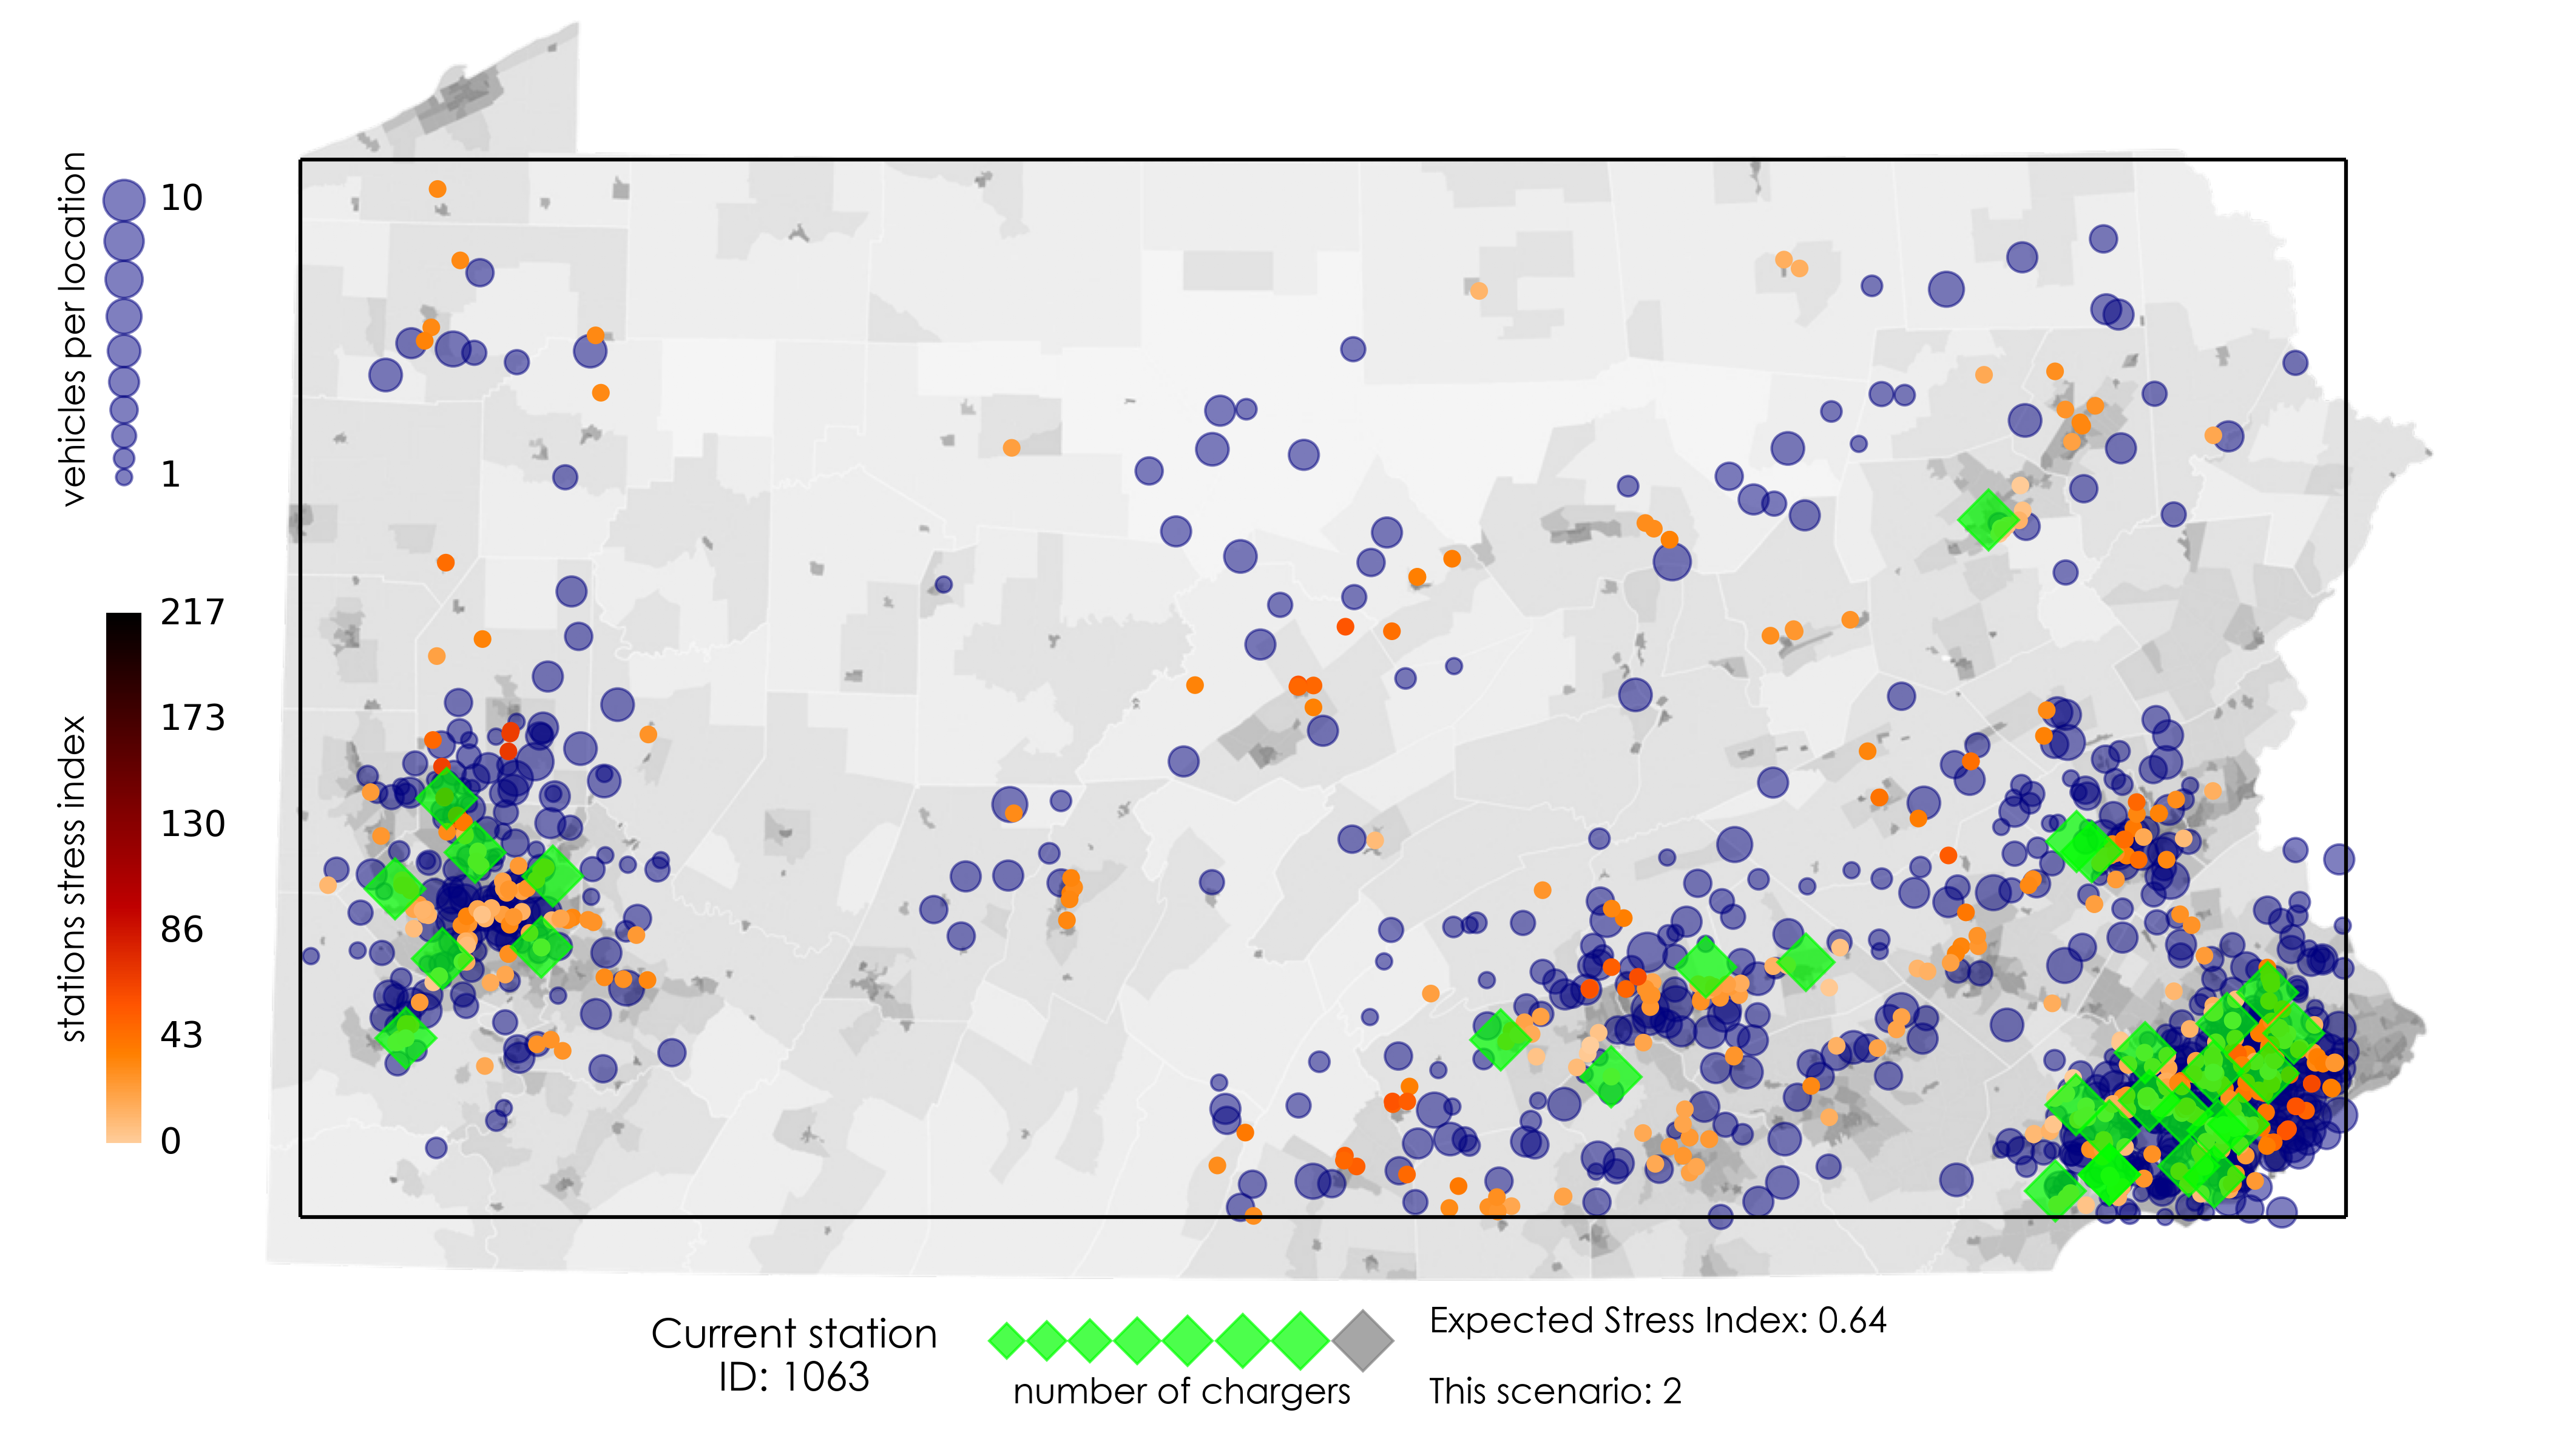 vehicles per location
10
1
stations stress index
217
173
130
86
43
0
Current station
ID: 1063
number of chargers
Expected Stress Index: 0.64
This scenario: 2